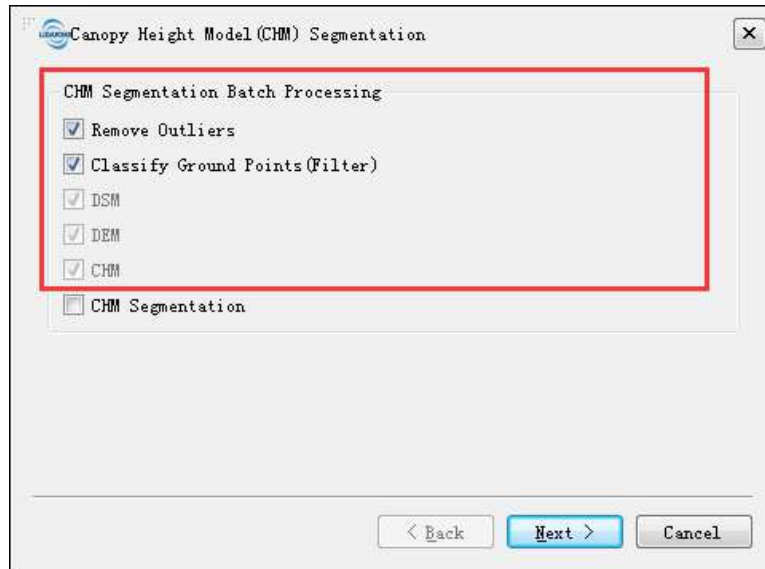 Canopy Height Model(CHM) Segmentation
CHM Segmentation Batch Processing
Remove Outliers
Classify Ground Points(Filter)
DSM
DEM
CHM
CHM Segmentation
< Back
Next >
Cancel